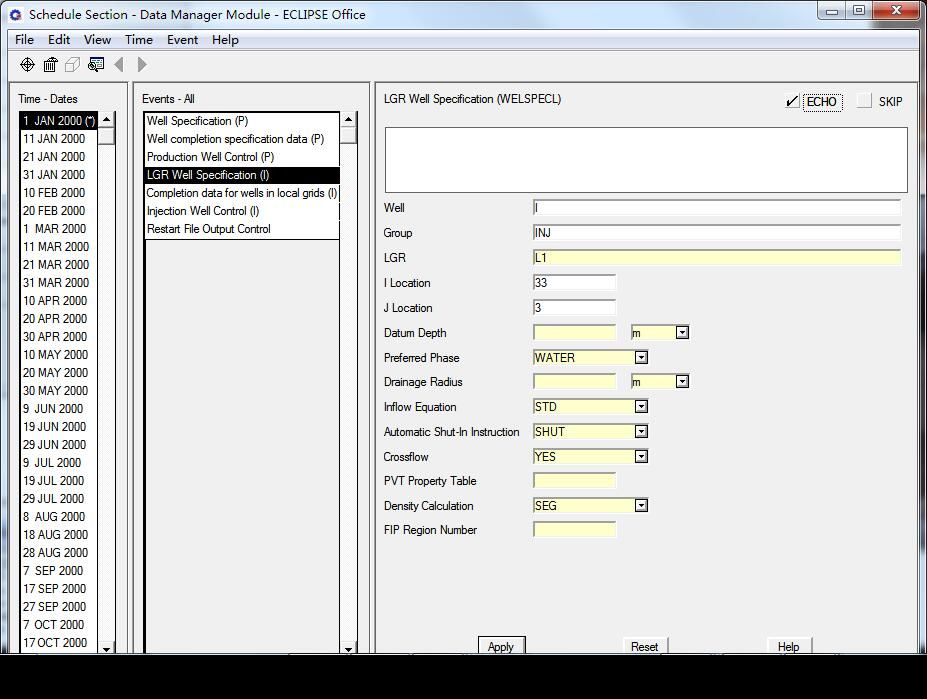 Schedule Section - Data Manager Module - ECLIPSE Office
File Edit View Time Event Help
Time - Dates
1 JAN 2000 (*)
11 JAN 2000
21 JAN 2000
31 JAN 2000
10 FEB 2000
20 FEB 2000
1 MAR 2000
11 MAR 2000
21 MAR 2000
31 MAR 2000
10 APR 2000
20 APR 2000
30 APR 2000
10 MAY 2000
20 MAY 2000
30 MAY 2000
9 JUN 2000
19 JUN 2000
29 JUN 2000
9 JUL 2000
19 JUL 2000
29 JUL 2000
8 AUG 2000
18 AUG 2000
28 AUG 2000
7 SEP 2000
17 SEP 2000
27 SEP 2000
7 OCT 2000
17 OCT 2000
Events - All
Well Specification (P)
Well completion specification data (P)
Production Well Control (P)
LGR Well Specification (I)
Completion data for wells in local grids (I)
Injection Well Control (I)
Restart File Output Control
LGR Well Specification (WELSPECL) ECHO SKIP
Well I
Group INJ
LGR L1
I Location 33
J Location 3
Datum Depth m
Preferred Phase WATER
Drainage Radius m
Inflow Equation STD
Automatic Shut-In Instruction SHUT
Crossflow YES
PVT Property Table
Density Calculation SEG
FIP Region Number
Apply Reset Help